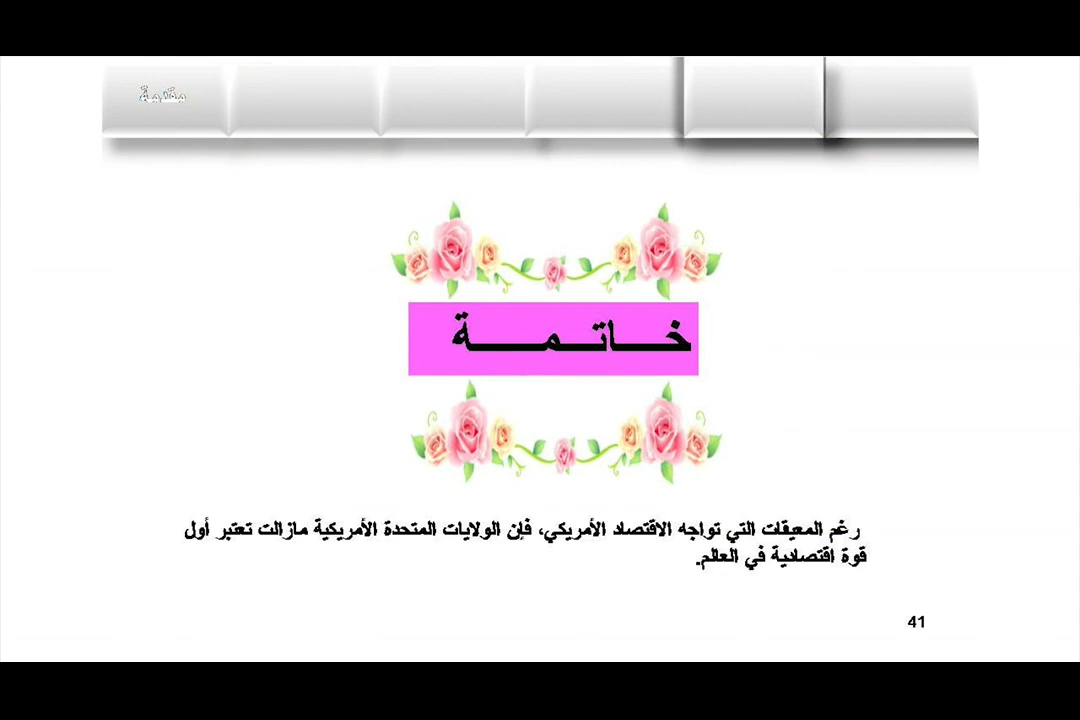 مقدمة
خـــاتـــمـــــة
رغم المعيقات التي تواجه الاقتصاد الأمريكي، فإن الولايات المتحدة الأمريكية مازالت تعتبر أول
قوة اقتصادية في العالم.
41